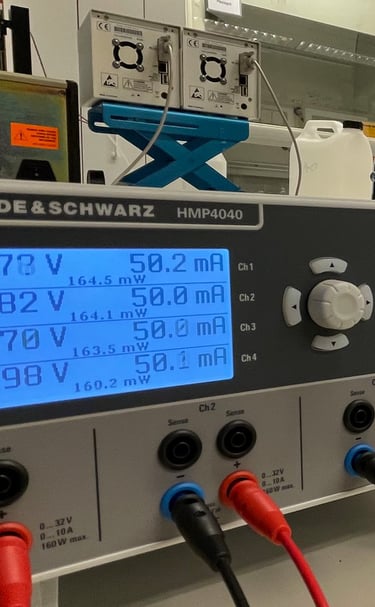 DE&SCHWARZ HMP4040
78 V 50.2 mA Ch1
164.5 mW
82 V 50.0 mA Ch2
164.1 mW
70 V 50.0 mA Ch3
163.5 mW
98 V 50.1 mA Ch4
160.2 mW
Ch2
Sense Sense
- +
0...32V
0...10A
160W max.
+
0...32V
0...10A
160W max.
-